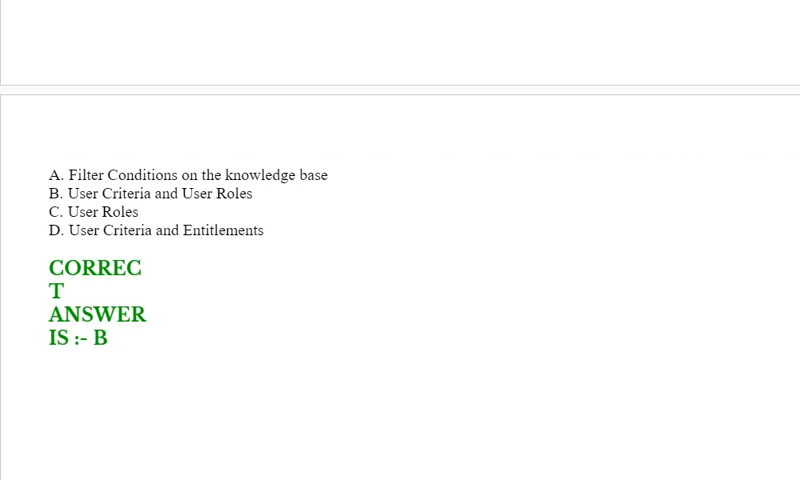 A. Filter Conditions on the knowledge base
B. User Criteria and User Roles
C. User Roles
D. User Criteria and Entitlements
CORREC
T
ANSWER
IS :- B